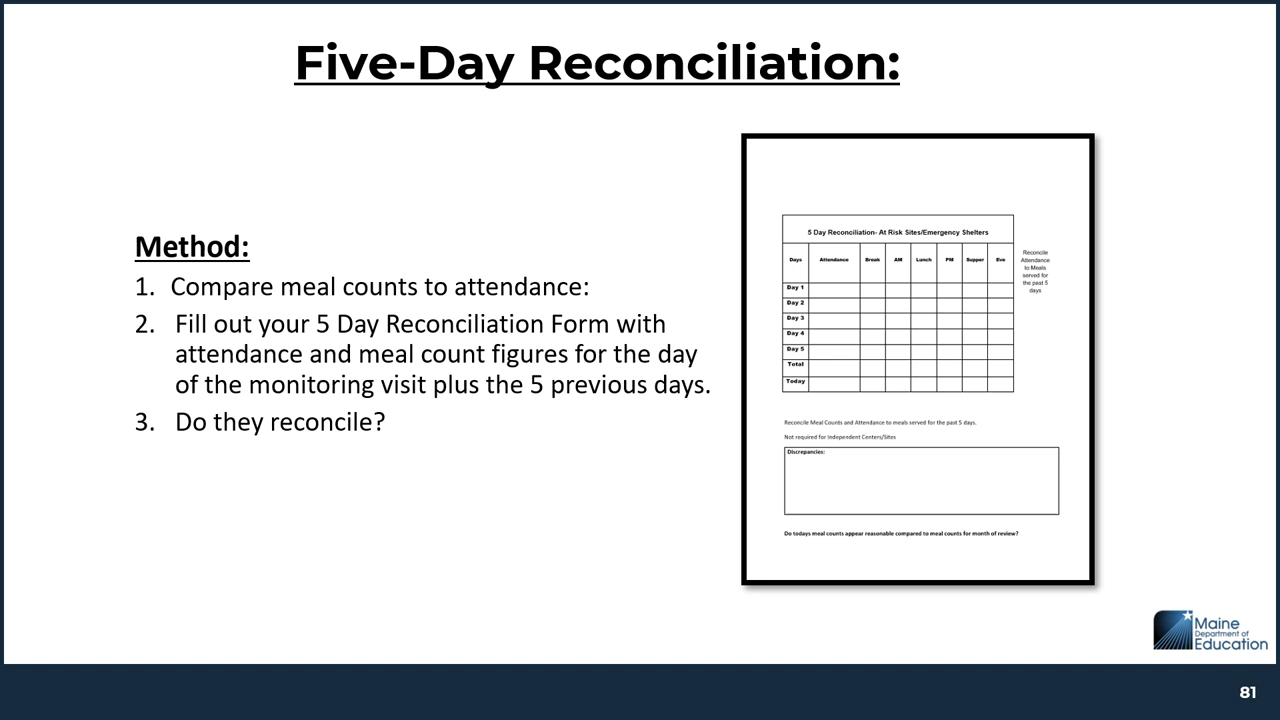 Five-Day Reconciliation:
Method:
1. Compare meal counts to attendance:
2. Fill out your 5 Day Reconciliation Form with
attendance and meal count figures for the day
of the monitoring visit plus the 5 previous days.
3. Do they reconcile?
5 Day Reconciliation- At Risk Sites/Emergency Shelters
Days Attendance Break AM Lunch PM Supper Eve
Day 1
Day 2
Day 3
Day 4
Day 5
Total
Today
Reconcile
Attendance
to Meals
served for
the past 5
days
Reconcile Meal Counts and Attendance to meals served for the past 5 days.
Not required for Independent Centers/Sites
Discrepancies:
Do todays meal counts appear reasonable compared to meal counts for month of review?
Maine
Department of
Education
81